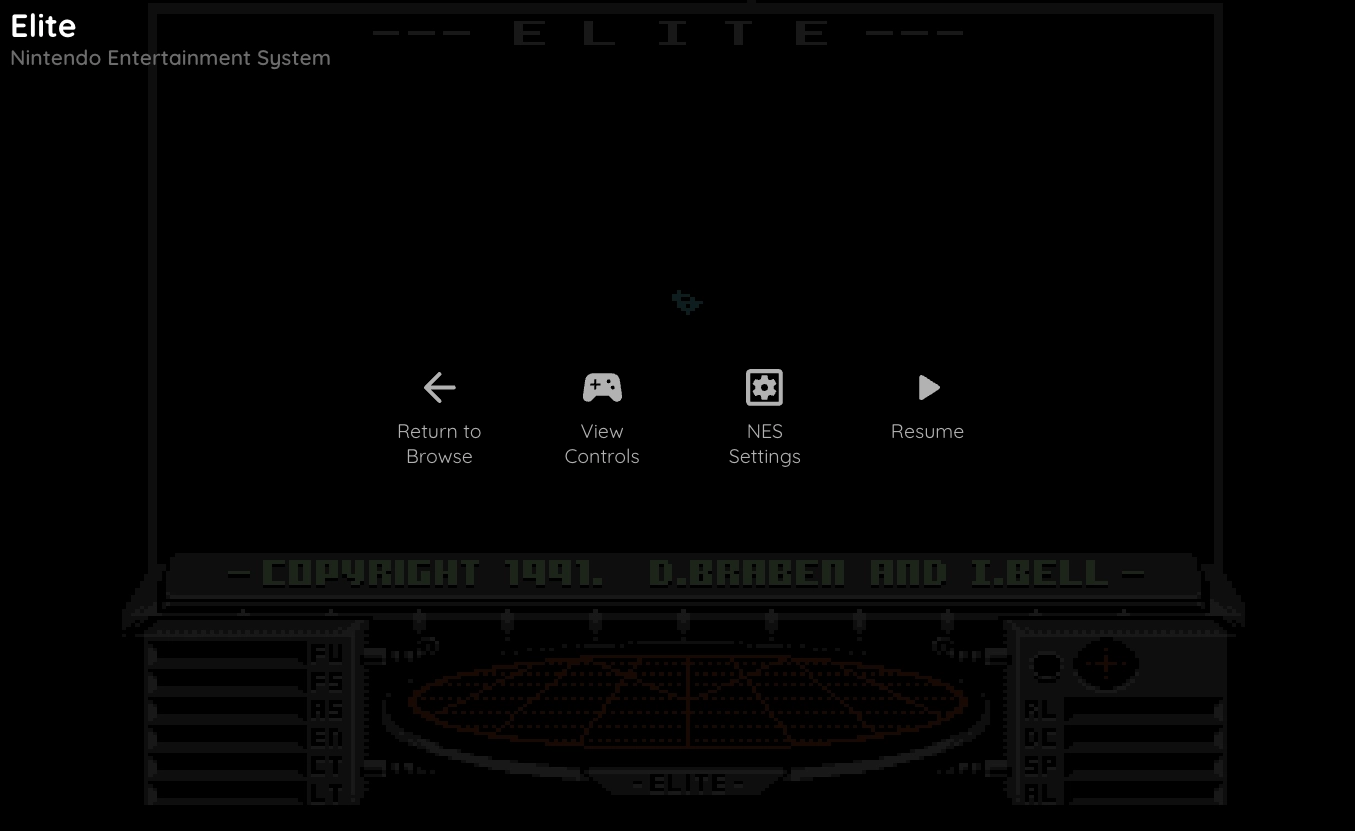 Elite
Nintendo Entertainment System
--- E L I T E ---
Return to
Browse
View
Controls
NES
Settings
Resume
- COPYRIGHT 1991. D.BRABEN AND I.BELL -
FU
FS
AS
EN
CT
LT
RL
DC
SP
AL
-ELITE-